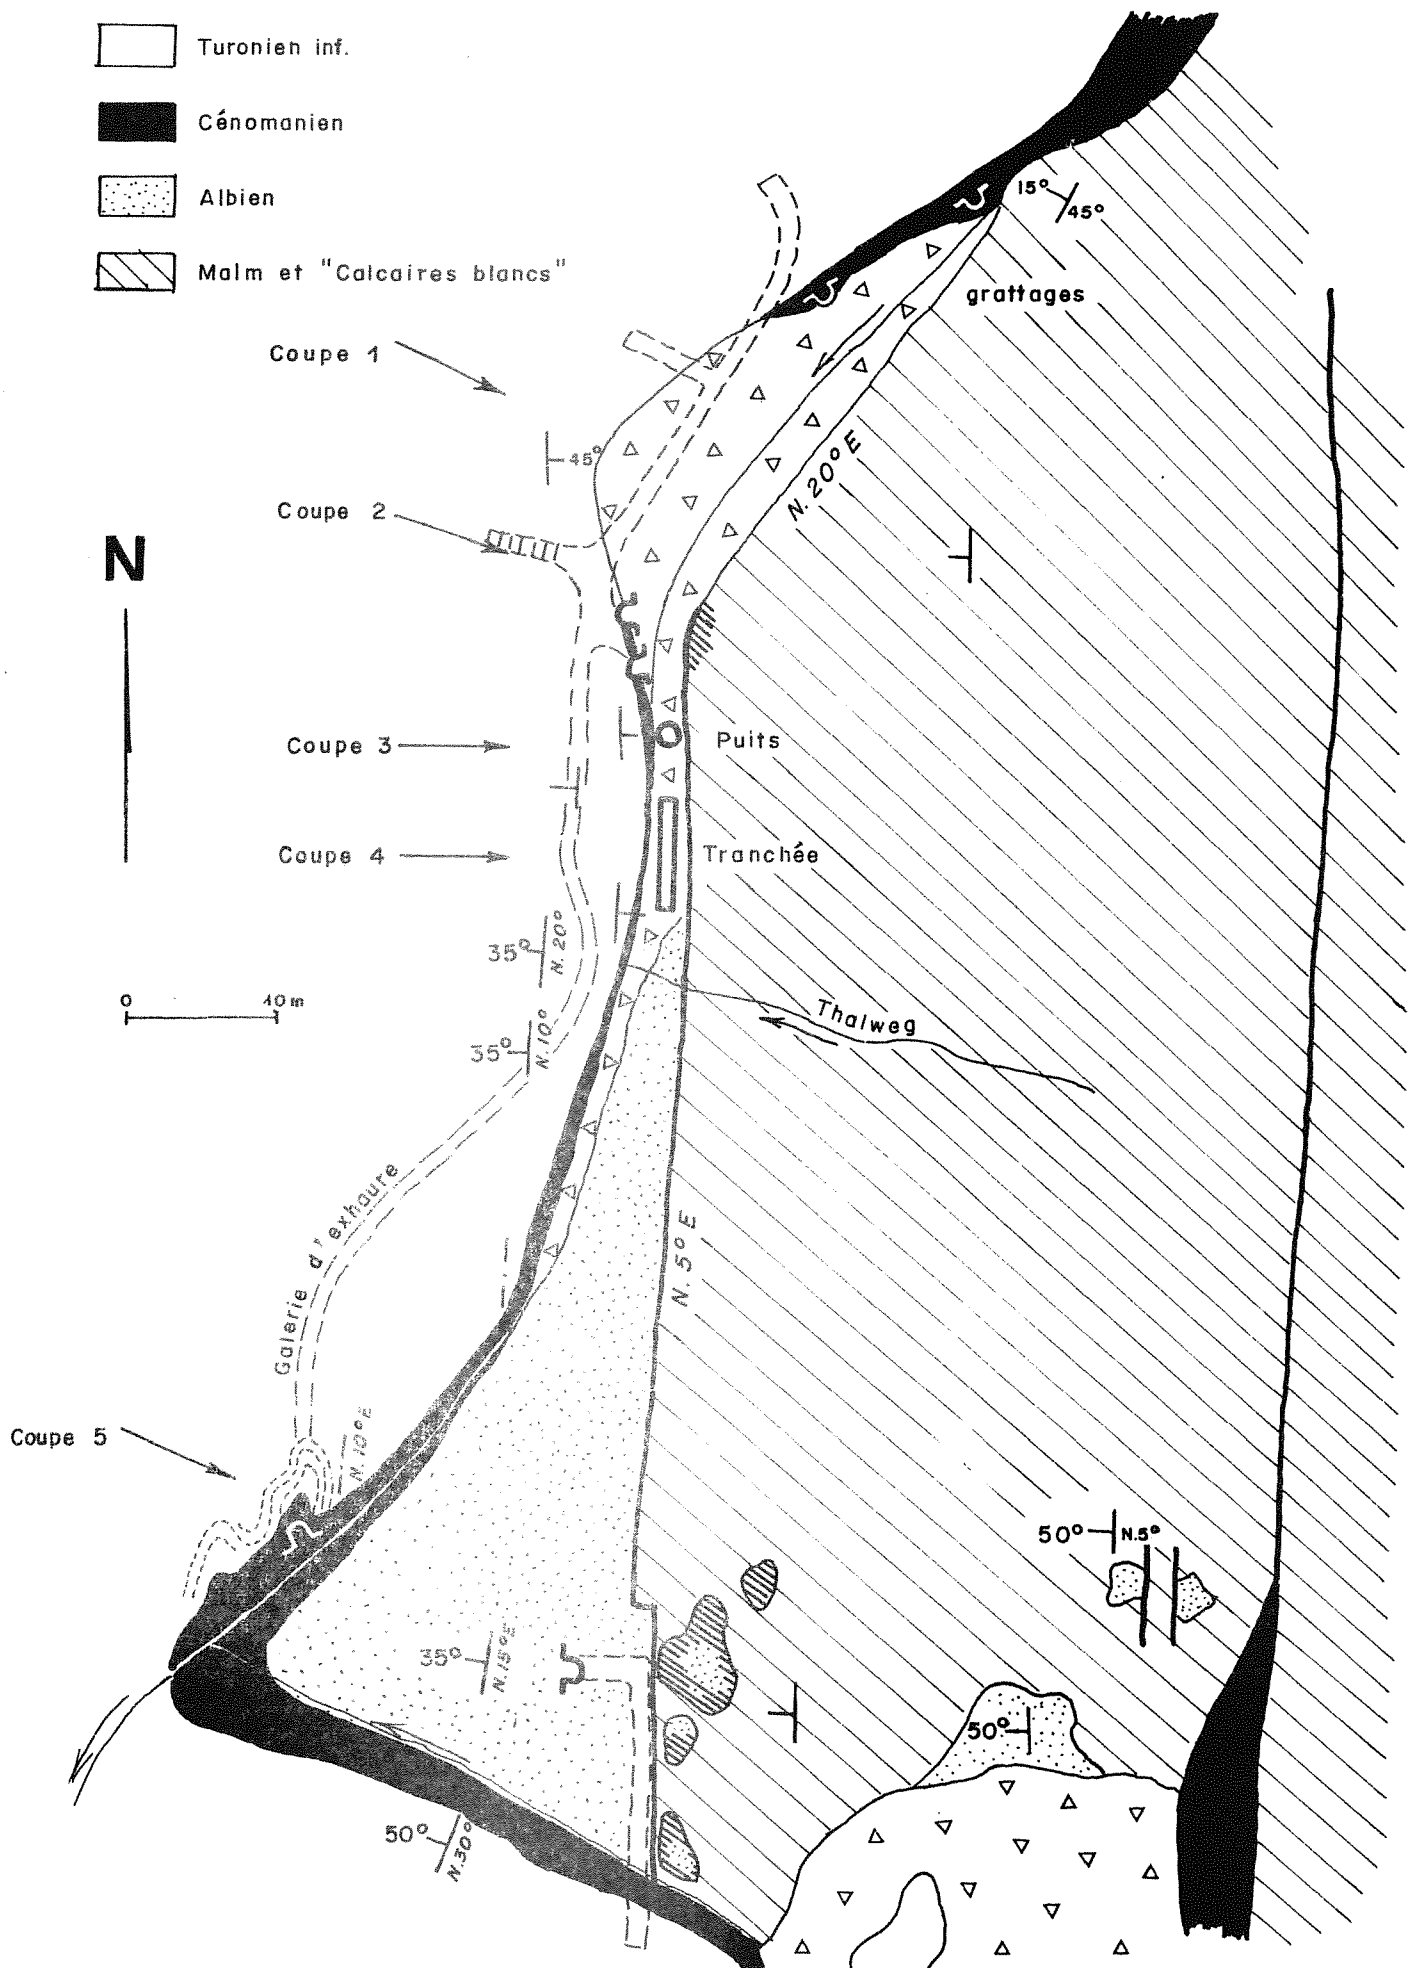 Turonien inf.
Cénomanien
Albien
Malm et "Calcaires blancs"
15°
45°
grattages
Coupe 1
45°
N. 20° E
Coupe 2
N
Puits
Coupe 3
Coupe 4
Tranchée
35°
N. 20°
0 10 m
Thalweg
35°
N. 10°
Galerie d'exhaure
N. 5° E
N. 10° E
Coupe 5
50°
N. 5°
35°
N. 15° E
50°
50°
N. 30°